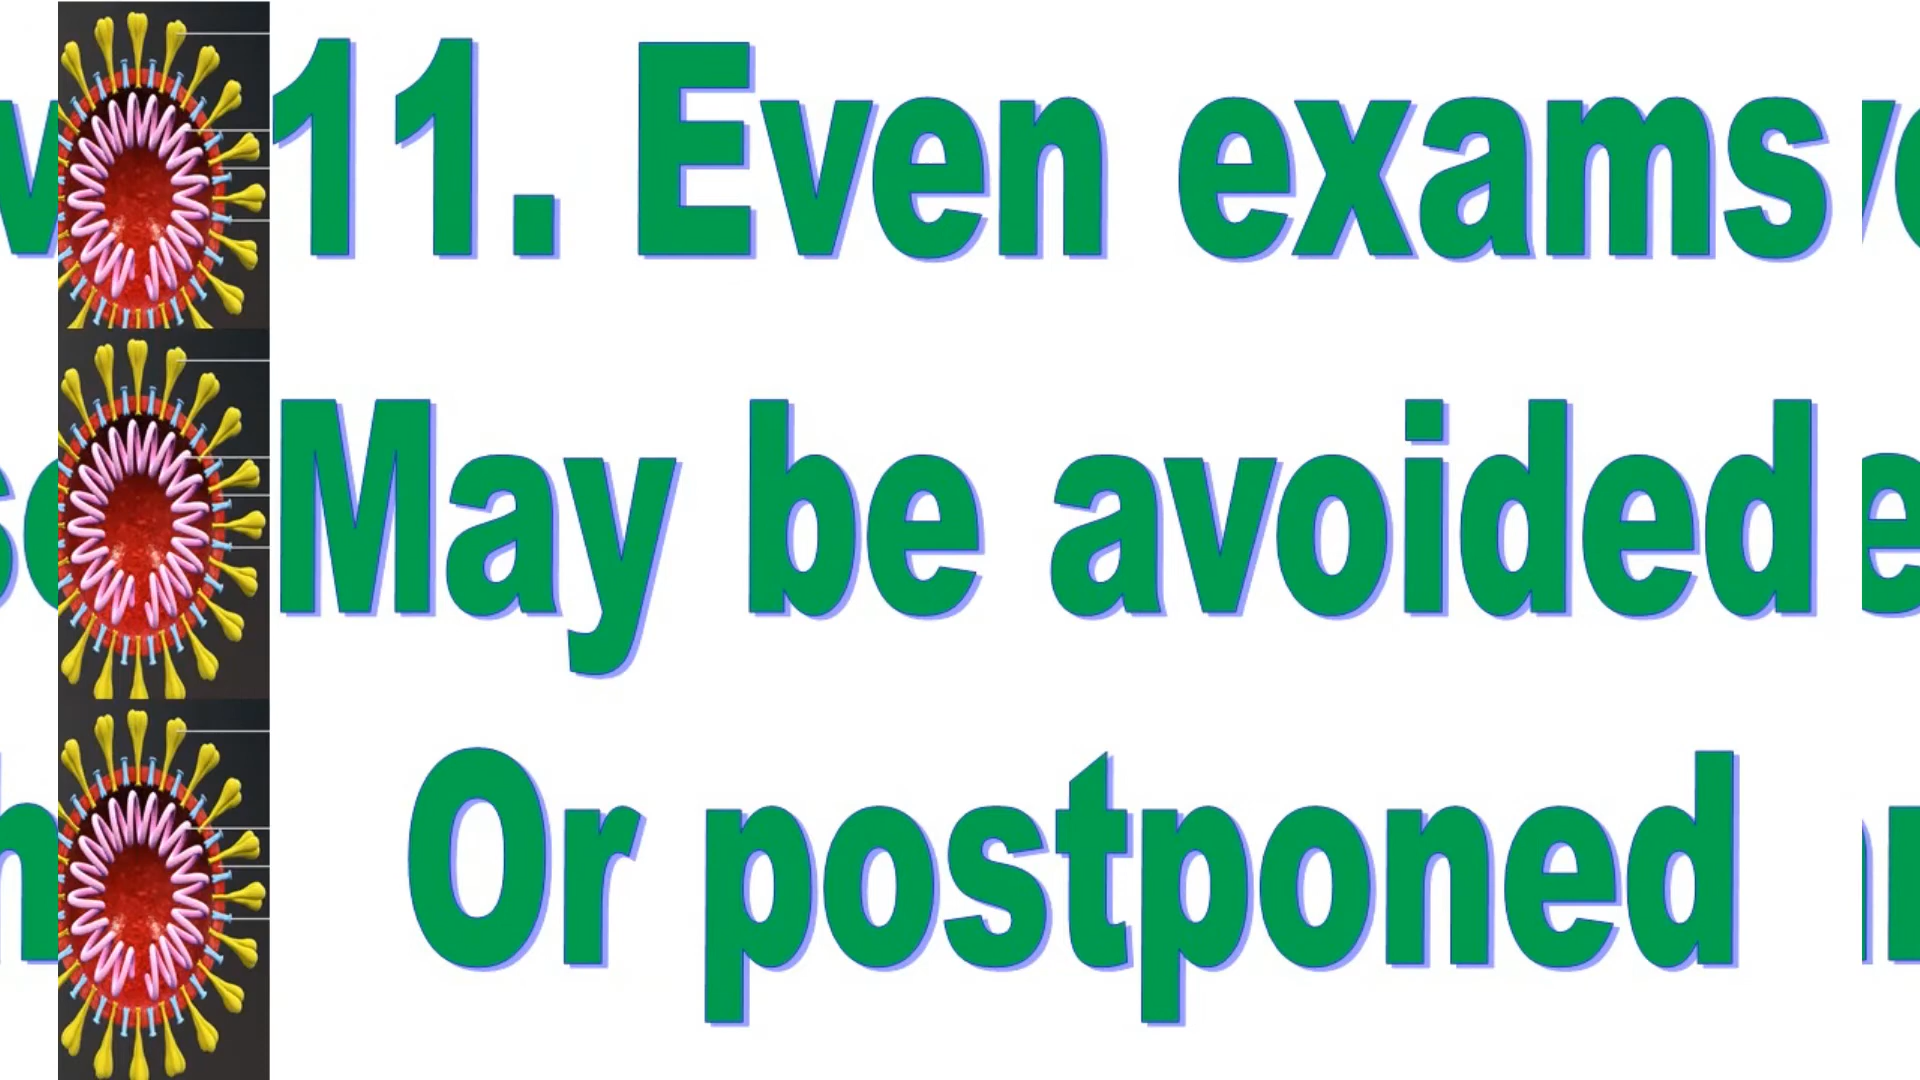 11. Even exams
May be avoided
Or postponed